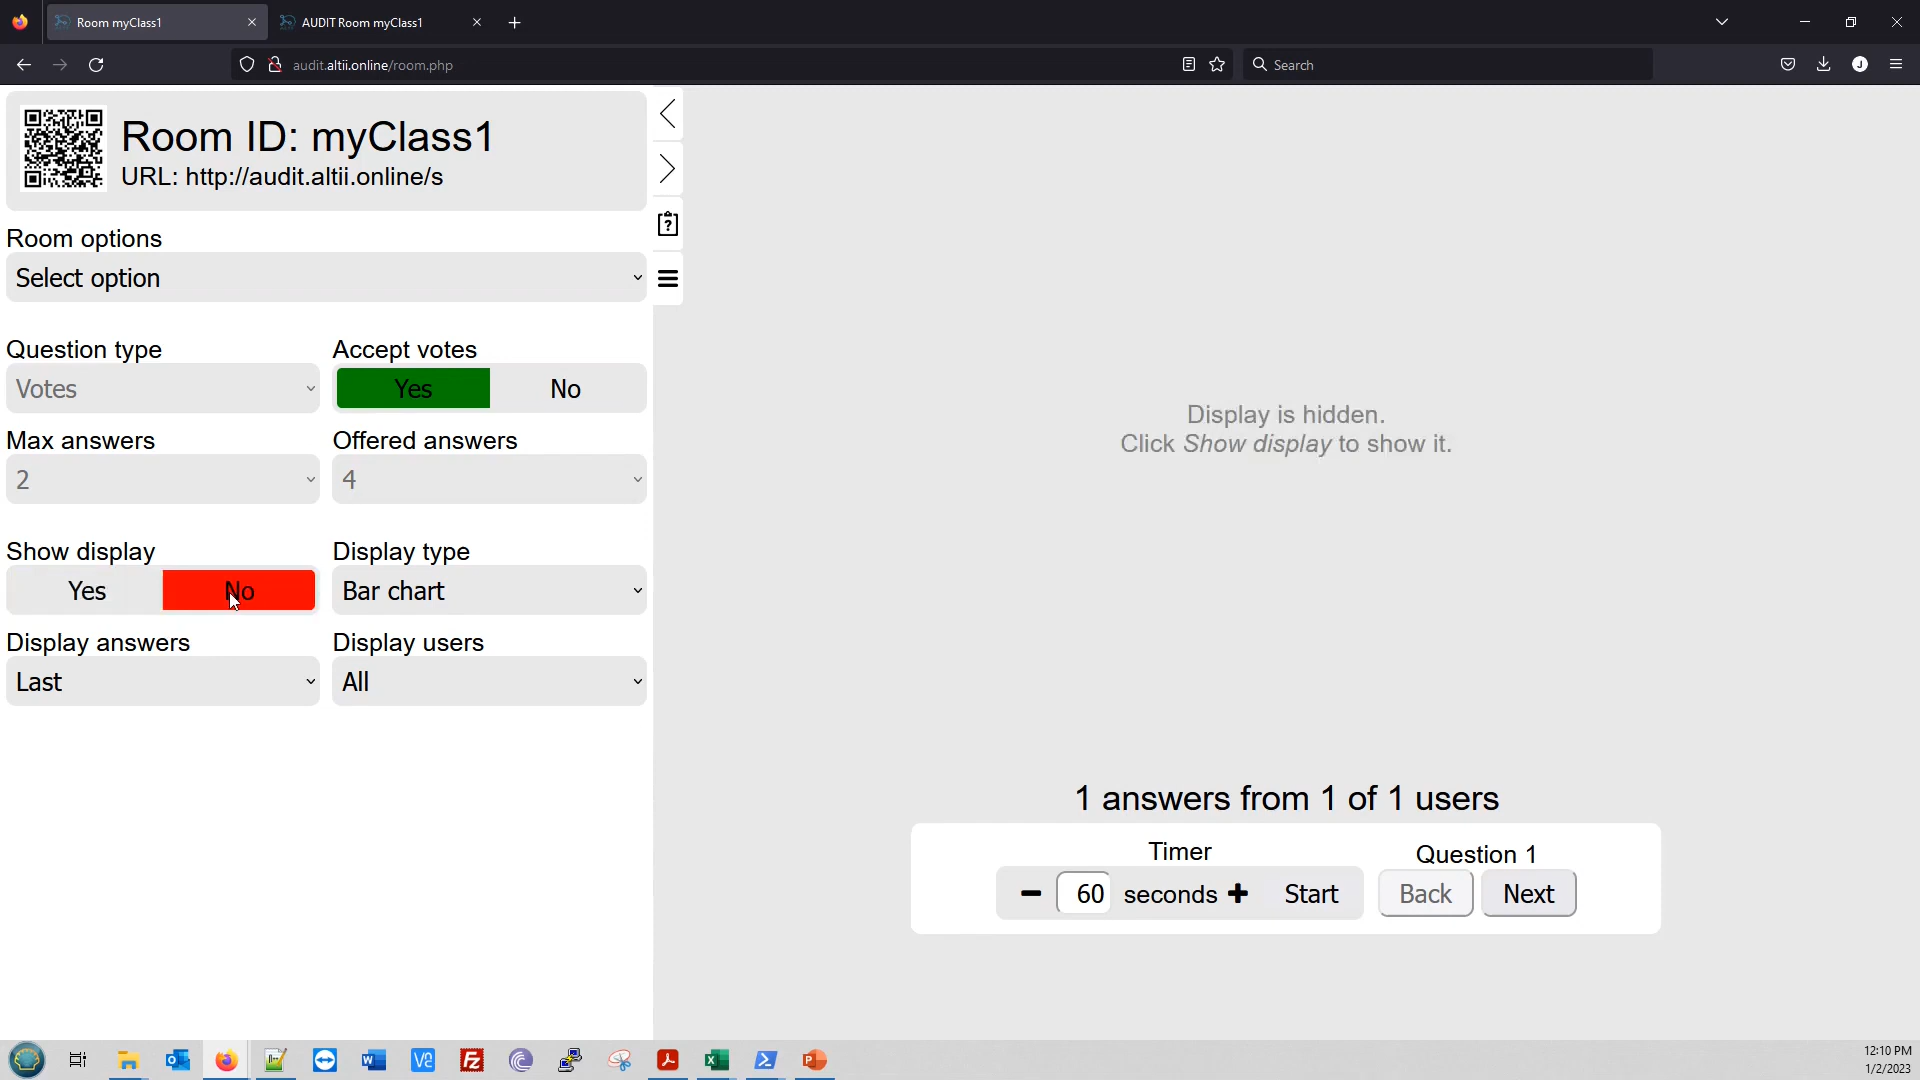 Room myClass1
AUDIT Room myClass1
audit.altii.online/room.php
Search
J
Room ID: myClass1
URL: http://audit.altii.online/s
Room options
Select option
Question type
Accept votes
Votes
Yes
No
Max answers
Offered answers
2
4
Show display
Display type
Yes
No
Bar chart
Display answers
Display users
Last
All
?
Display is hidden.
Click Show display to show it.
1 answers from 1 of 1 users
Timer
Question 1
60 seconds
Start
Back
Next
12:10 PM
1/2/2023